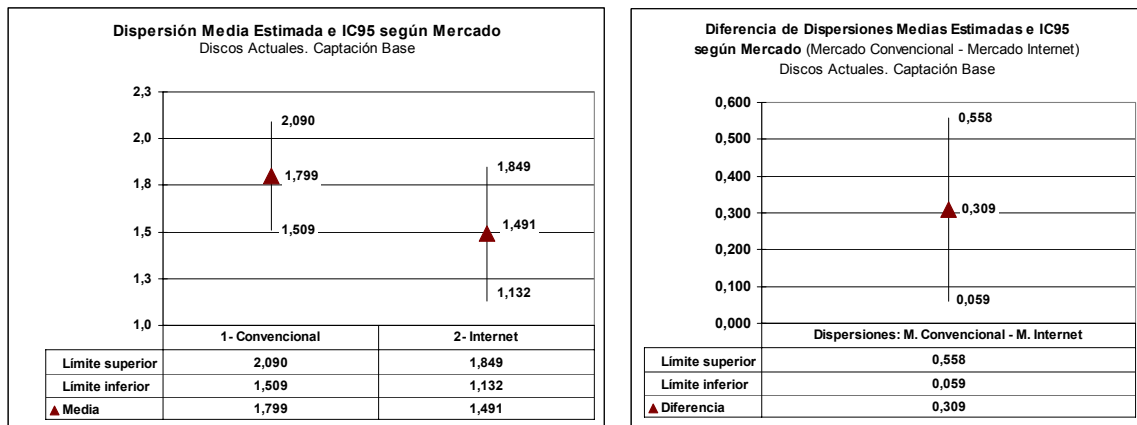 Dispersión Media Estimada e IC95 según Mercado
Discos Actuales. Captación Base
2,3
2,0
1,8
1,5
1,3
1,0
2,090
1,799
1,509
1,849
1,491
1,132
1- Convencional 2- Internet
Límite superior 2,090 1,849
Límite inferior 1,509 1,132
Media 1,799 1,491
Diferencia de Dispersiones Medias Estimadas e IC95
según Mercado (Mercado Convencional - Mercado Internet)
Discos Actuales. Captación Base
0,600
0,500
0,400
0,300
0,200
0,100
0,000
0,558
0,309
0,059
Dispersiones: M. Convencional - M. Internet
Límite superior 0,558
Límite inferior 0,059
Diferencia 0,309